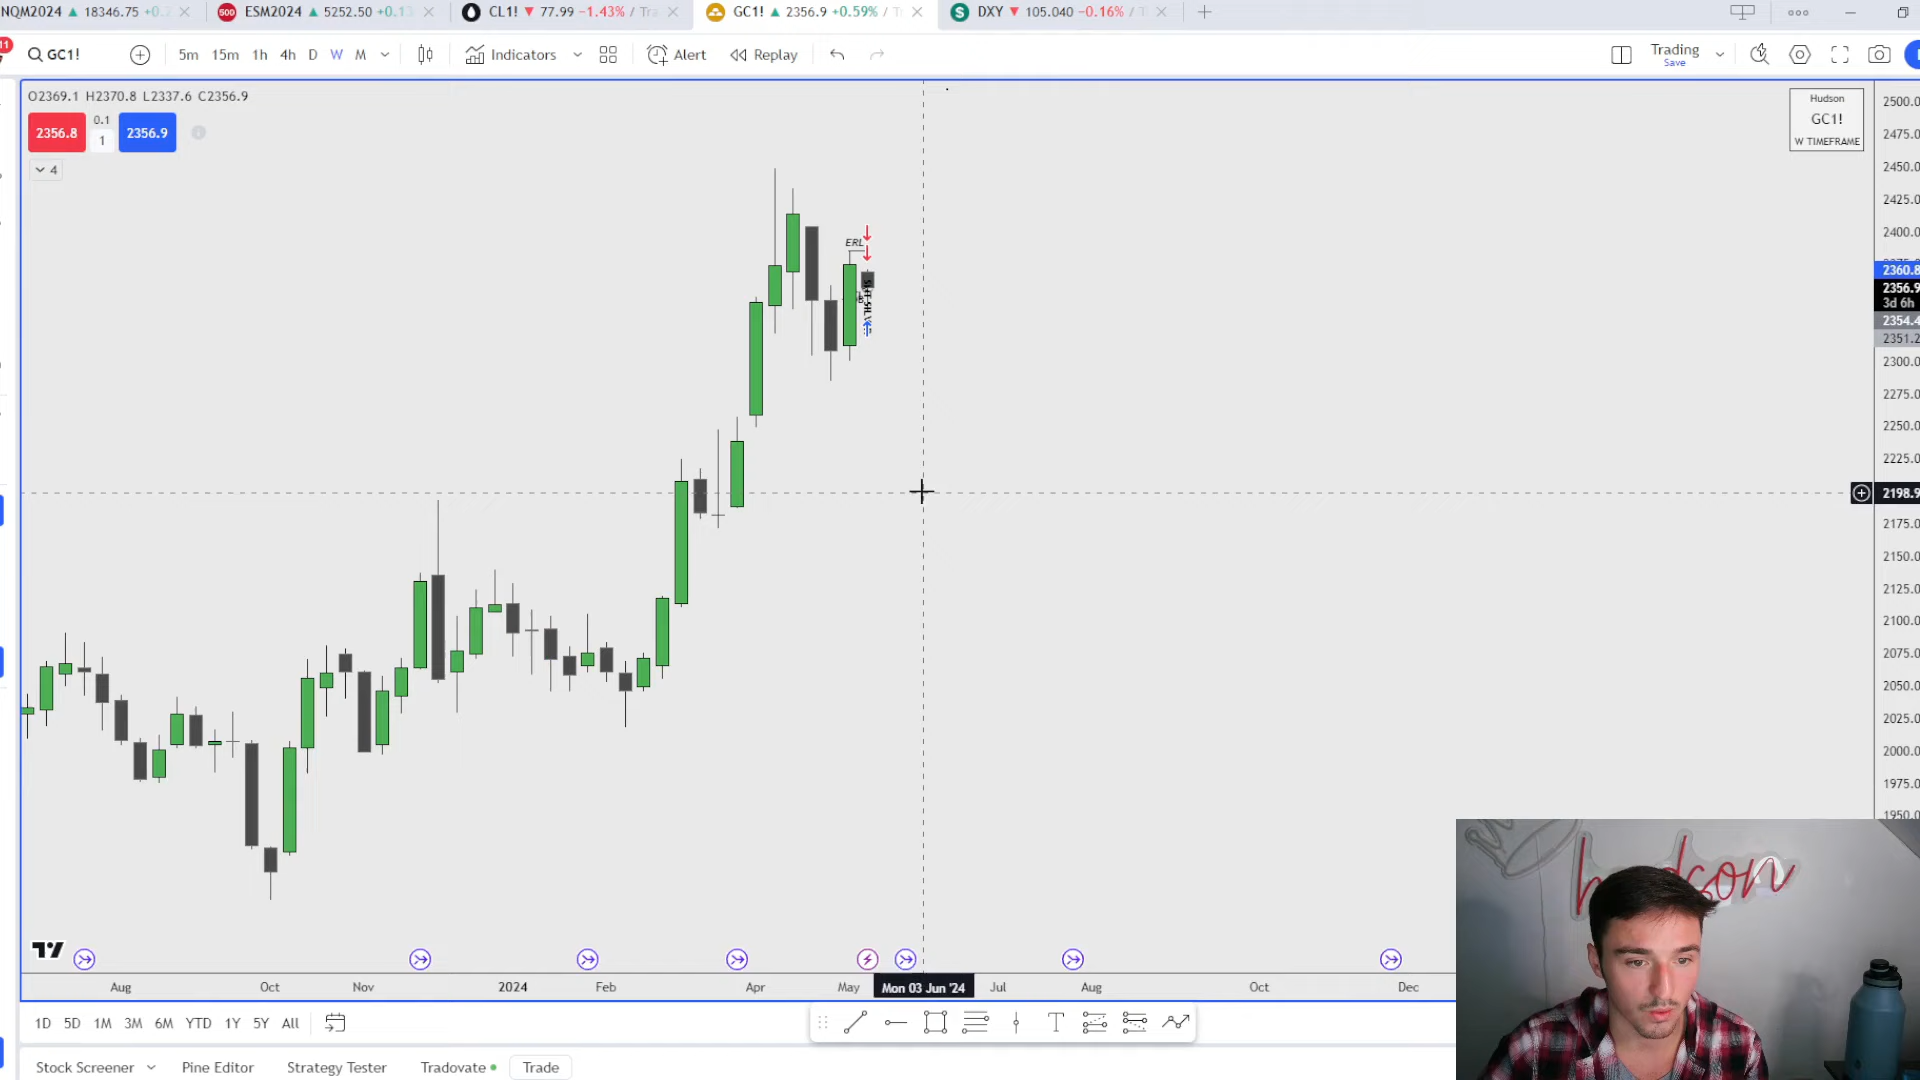 NQM2024 ▲ 18346.75
500 ESM2024 ▲ 5252.50
CL1! ▼ 77.99 −1.43% /
GC1! ▲ 2356.9 +0.59% /
DXY ▼ 105.040 −0.16% /
11
GC1!
5m 15m 1h 4h D W M
Indicators
Alert
Replay
Trading
Save
O2369.1 H2370.8 L2337.6 C2356.9
2356.8
0.1
1
2356.9
4
Hudson
GC1!
W TIMEFRAME
ERL
2500.0
2475.0
2450.0
2425.0
2400.0
2360.8
2356.9
3d 6h
2354.4
2351.2
2300.0
2275.0
2250.0
2225.0
2198.9
2175.0
2150.0
2125.0
2100.0
2075.0
2050.0
2025.0
2000.0
1975.0
1950.0
hudson
Aug Oct Nov 2024 Feb Apr May Mon 03 Jun '24 Jul Aug Oct Dec
1D 5D 1M 3M 6M YTD 1Y 5Y All
Stock Screener Pine Editor Strategy Tester Tradovate Trade